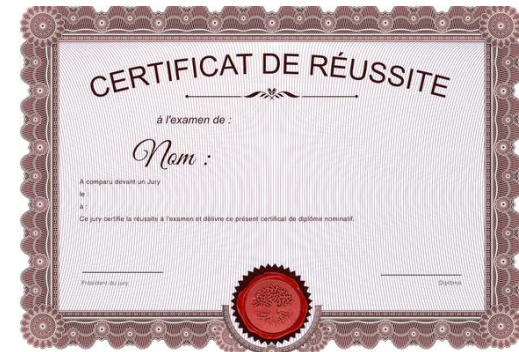 CERTIFICAT DE RÉUSSITE
à l'examen de :
Nom :
A comparu devant un Jury
le :
à :
Ce jury certifie la réussite à l'examen et délivre ce présent certificat de diplôme nominatif.
Président du jury
Diplômé